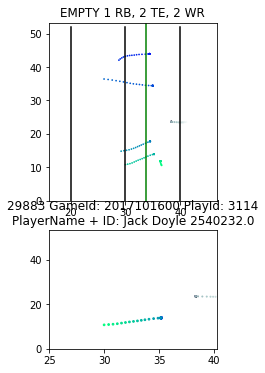 EMPTY 1 RB, 2 TE, 2 WR
50
40
30
20
10
0
20 30 40
29883 GameId: 2017101600 PlayId: 3114
PlayerName + ID: Jack Doyle 2540232.0
40
20
0
25 30 35 40